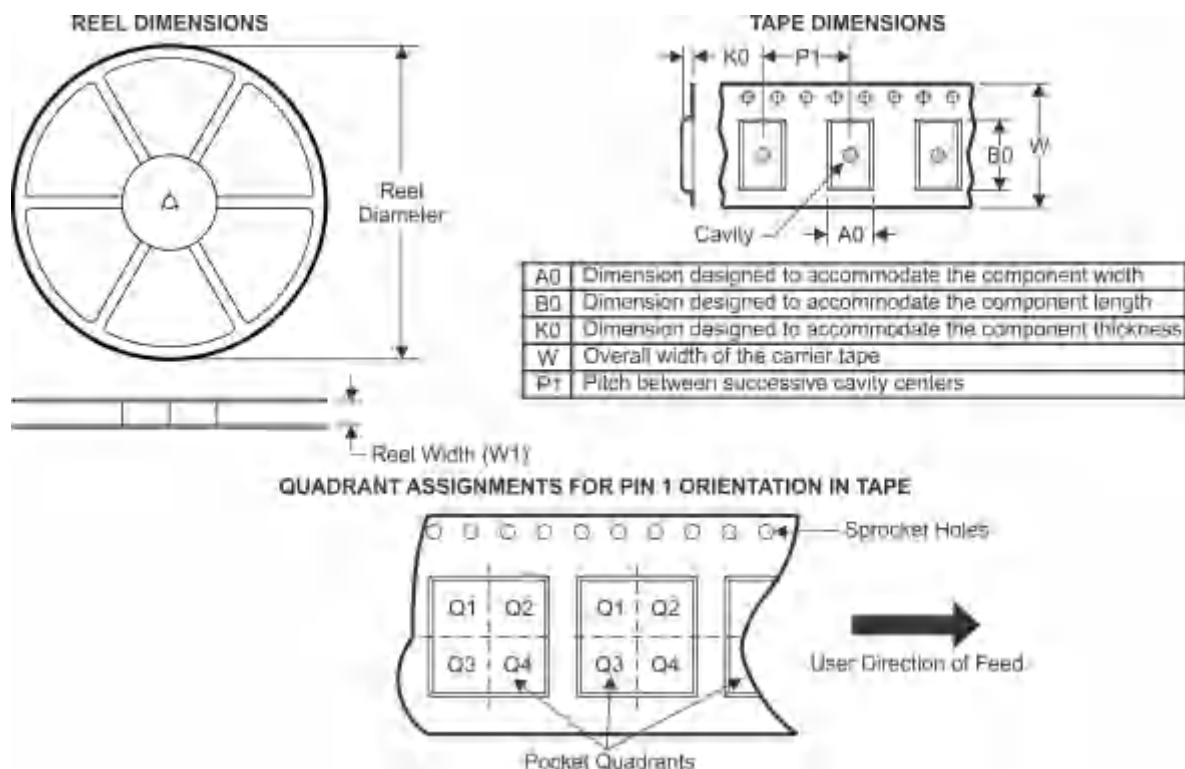 REEL DIMENSIONS
Reel
Diameter
Reel Width (W1)
TAPE DIMENSIONS
K0
P1
B0
W
Cavity
A0
A0 Dimension designed to accommodate the component width
B0 Dimension designed to accommodate the component length
K0 Dimension designed to accommodate the component thickness
W Overall width of the carrier tape
P1 Pitch between successive cavity centers
QUADRANT ASSIGNMENTS FOR PIN 1 ORIENTATION IN TAPE
Sprocket Holes
Q1 Q2 Q1 Q2
Q3 Q4 Q3 Q4
User Direction of Feed
Pocket Quadrants